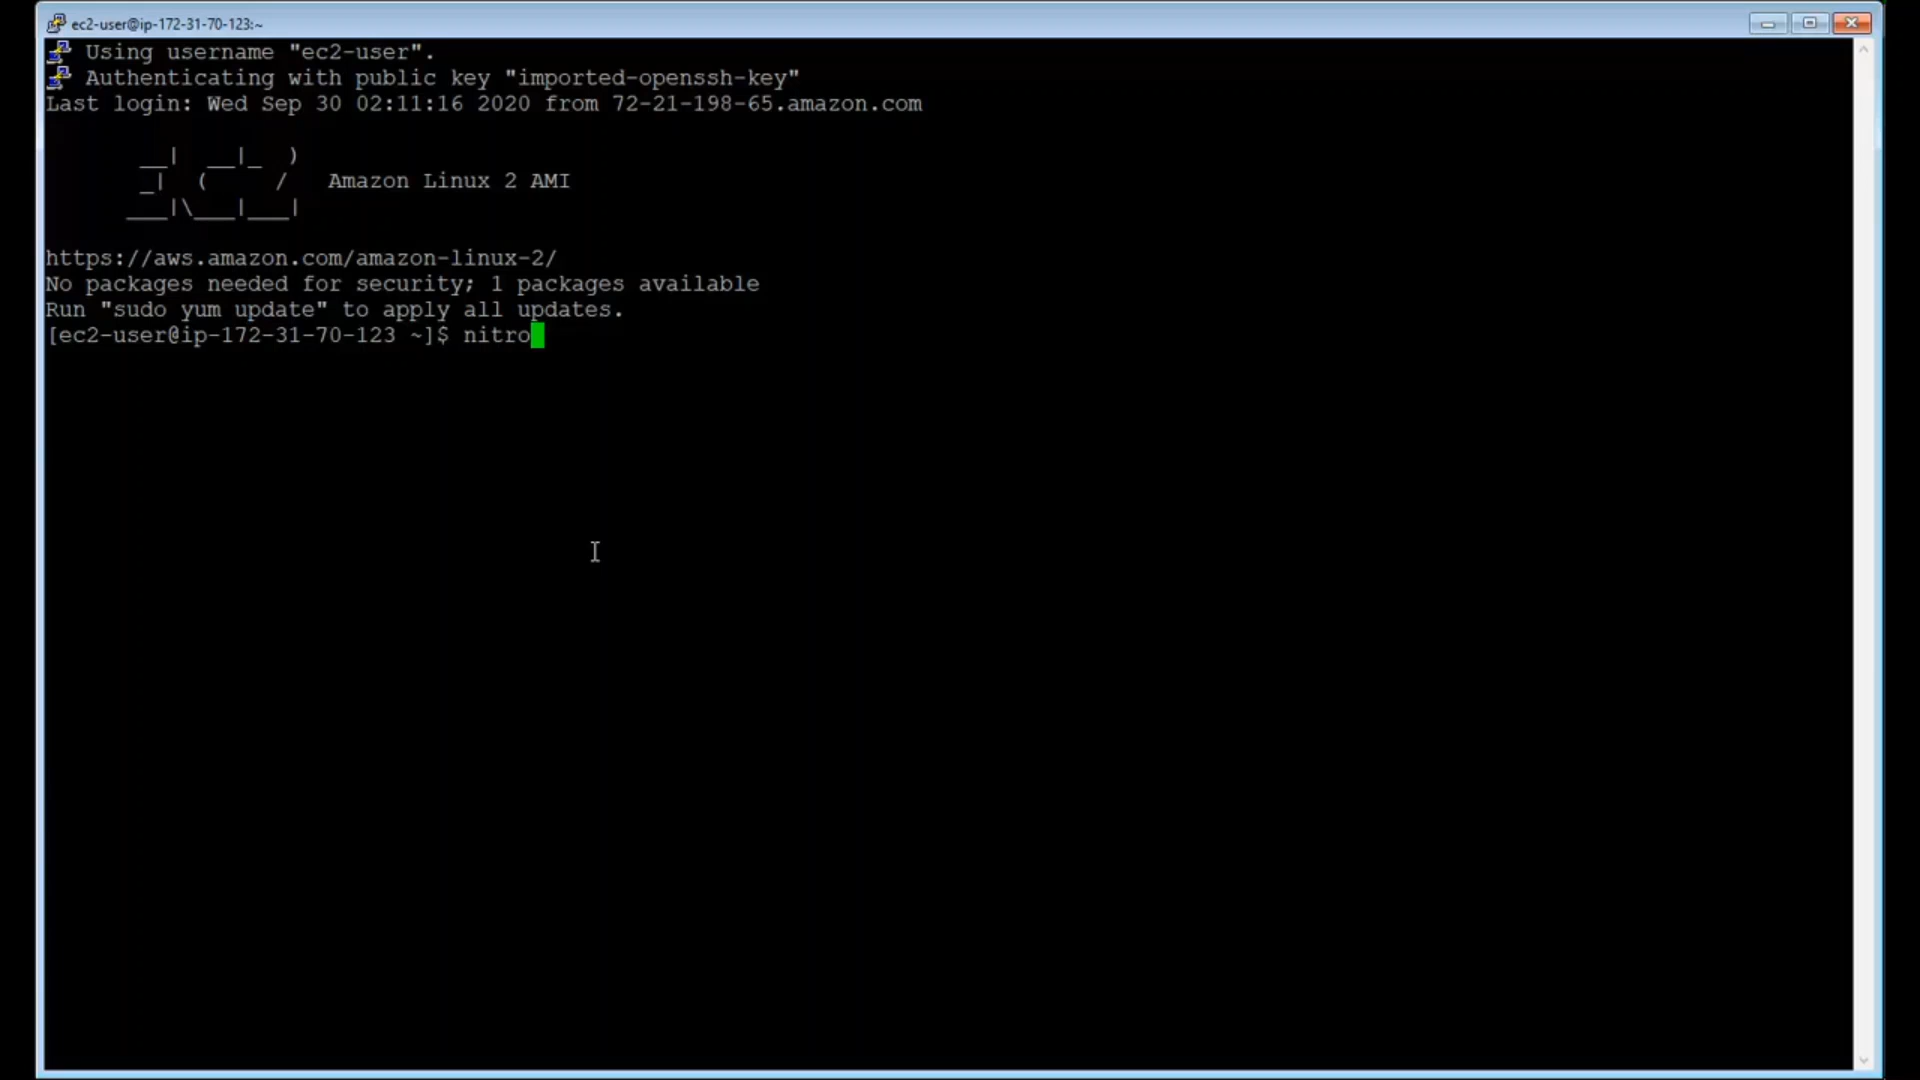 ec2-user@ip-172-31-70-123:~
Using username "ec2-user".
Authenticating with public key "imported-openssh-key"
Last login: Wed Sep 30 02:11:16 2020 from 72-21-198-65.amazon.com
__|  __|_  )
_|  (     /   Amazon Linux 2 AMI
___|\___|___|
https://aws.amazon.com/amazon-linux-2/
No packages needed for security; 1 packages available
Run "sudo yum update" to apply all updates.
[ec2-user@ip-172-31-70-123 ~]$ nitro